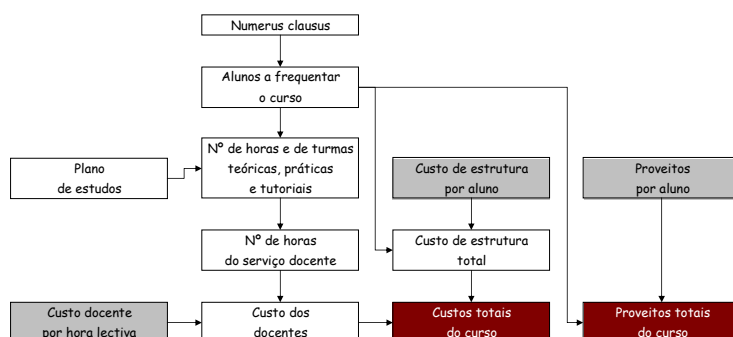 Numerus clausus
Alunos a frequentar
o curso
Nº de horas e de turmas
teóricas, práticas
e tutoriais
Plano
de estudos
Custo de estrutura
por aluno
Proveitos
por aluno
Nº de horas
do serviço docente
Custo de estrutura
total
Custo docente
por hora lectiva
Custo dos
docentes
Custos totais
do curso
Proveitos totais
do curso